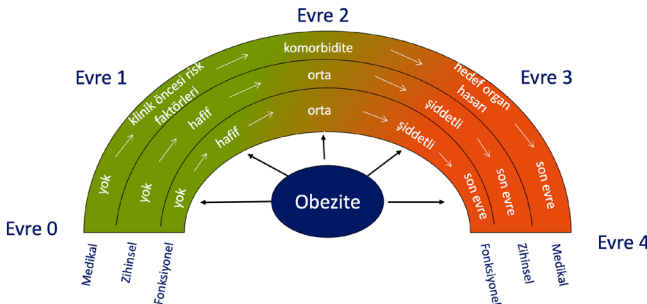 Evre 2
Evre 1
Evre 3
Evre 0
Evre 4
yok
klinik öncesi risk
faktörleri
komorbidite
hedef organ
hasarı
son evre
yok
hafif
orta
şiddetli
son evre
yok
hafif
orta
şiddetli
son evre
Obezite
Medikal
Zihinsel
Fonksiyonel
Fonksiyonel
Zihinsel
Medikal